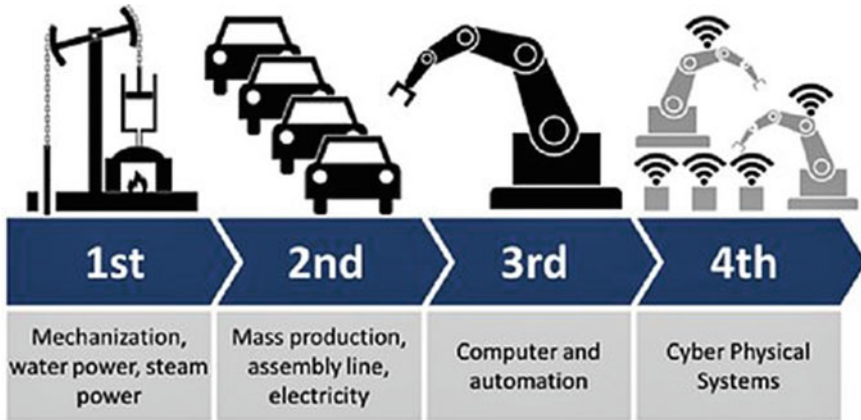 1st
2nd
3rd
4th
Mechanization,
water power, steam
power
Mass production,
assembly line,
electricity
Computer and
automation
Cyber Physical
Systems